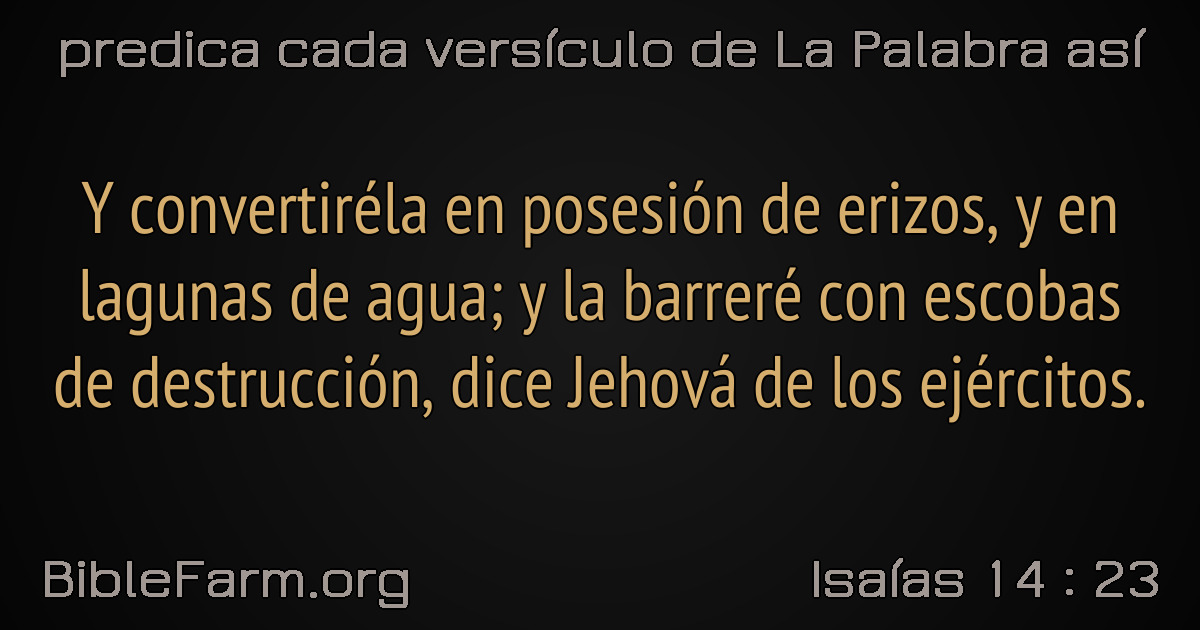 predica cada versículo de La Palabra así
Y convertiréla en posesión de erizos, y en
lagunas de agua; y la barreré con escobas
de destrucción, dice Jehová de los ejércitos.
BibleFarm.org
Isaías 14 : 23